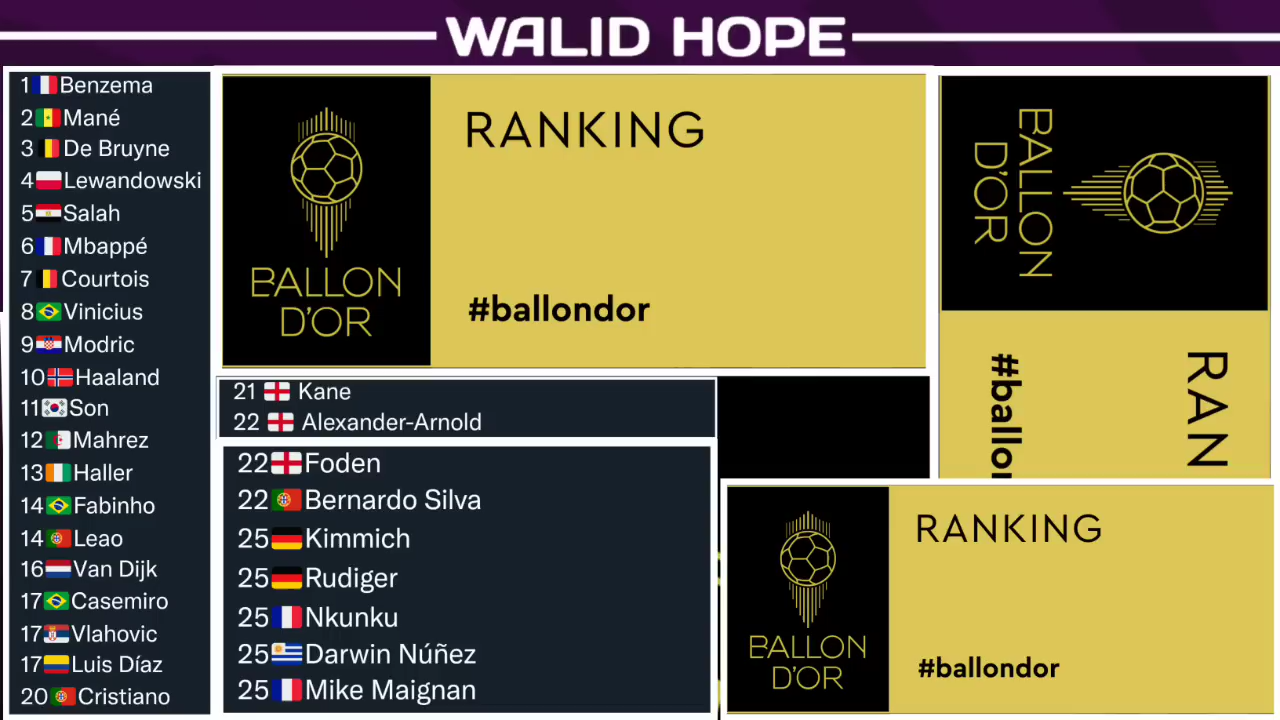 WALID HOPE
1 Benzema
2 Mané
3 De Bruyne
4 Lewandowski
5 Salah
6 Mbappé
7 Courtois
8 Vinicius
9 Modric
10 Haaland
11 Son
12 Mahrez
13 Haller
14 Fabinho
14 Leao
16 Van Dijk
17 Casemiro
17 Vlahovic
17 Luis Díaz
20 Cristiano
BALLON
D'OR
RANKING
#ballondor
21 Kane
22 Alexander-Arnold
22 Foden
22 Bernardo Silva
25 Kimmich
25 Rudiger
25 Nkunku
25 Darwin Núñez
25 Mike Maignan
BALLON
D'OR
RAN
#ballo
BALLON
D'OR
RANKING
#ballondor